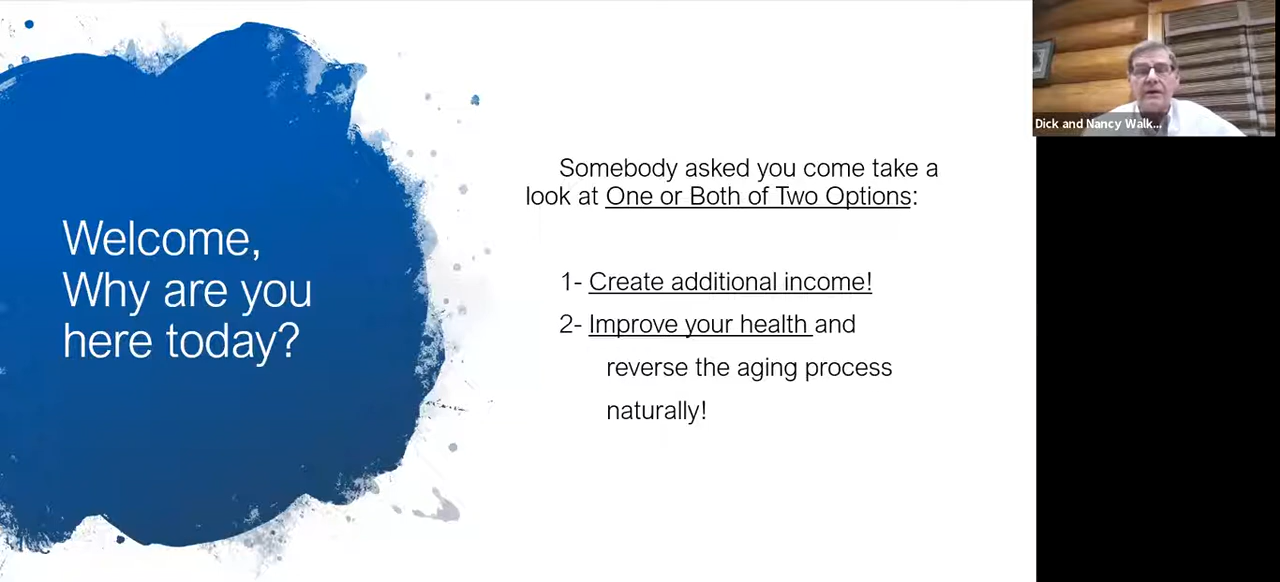 Welcome,
Why are you
here today?
Somebody asked you come take a
look at One or Both of Two Options:
1- Create additional income!
2- Improve your health and
reverse the aging process
naturally!
Dick and Nancy Walk...